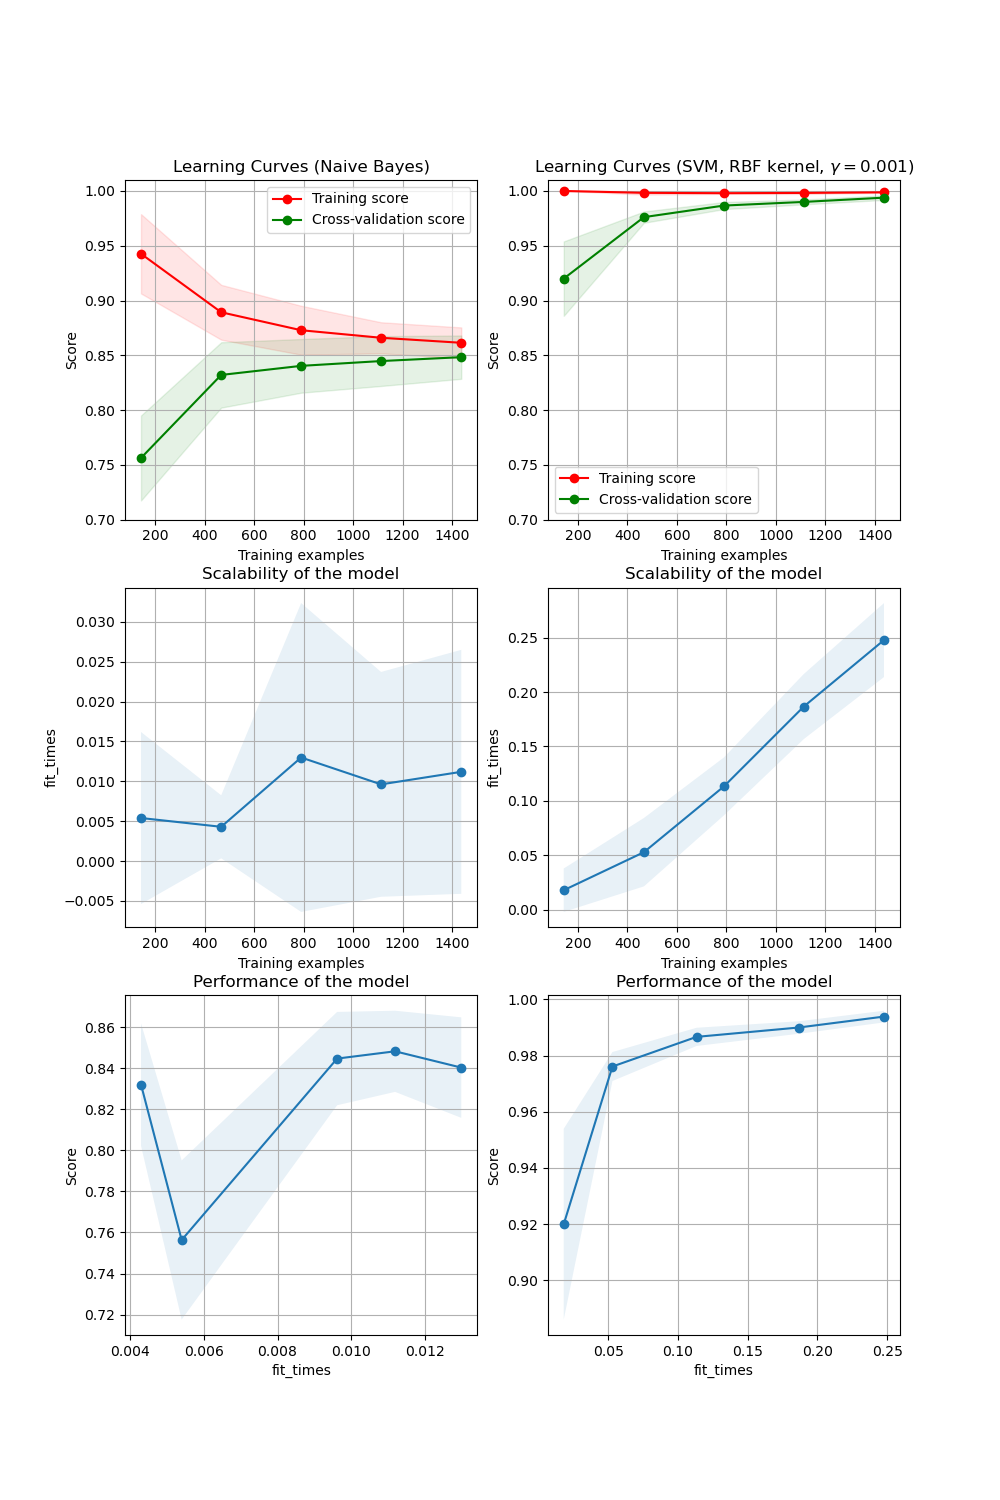 Learning Curves (Naive Bayes)
Score
1.00
0.95
0.90
0.85
0.80
0.75
0.70
Training score
Cross-validation score
200 400 600 800 1000 1200 1400
Training examples
Learning Curves (SVM, RBF kernel, γ = 0.001)
Score
1.00
0.95
0.90
0.85
0.80
0.75
0.70
Training score
Cross-validation score
200 400 600 800 1000 1200 1400
Training examples
Scalability of the model
fit_times
0.030
0.025
0.020
0.015
0.010
0.005
0.000
−0.005
200 400 600 800 1000 1200 1400
Training examples
Scalability of the model
fit_times
0.25
0.20
0.15
0.10
0.05
0.00
200 400 600 800 1000 1200 1400
Training examples
Performance of the model
Score
0.86
0.84
0.82
0.80
0.78
0.76
0.74
0.72
0.004 0.006 0.008 0.010 0.012
fit_times
Performance of the model
Score
1.00
0.98
0.96
0.94
0.92
0.90
0.05 0.10 0.15 0.20 0.25
fit_times